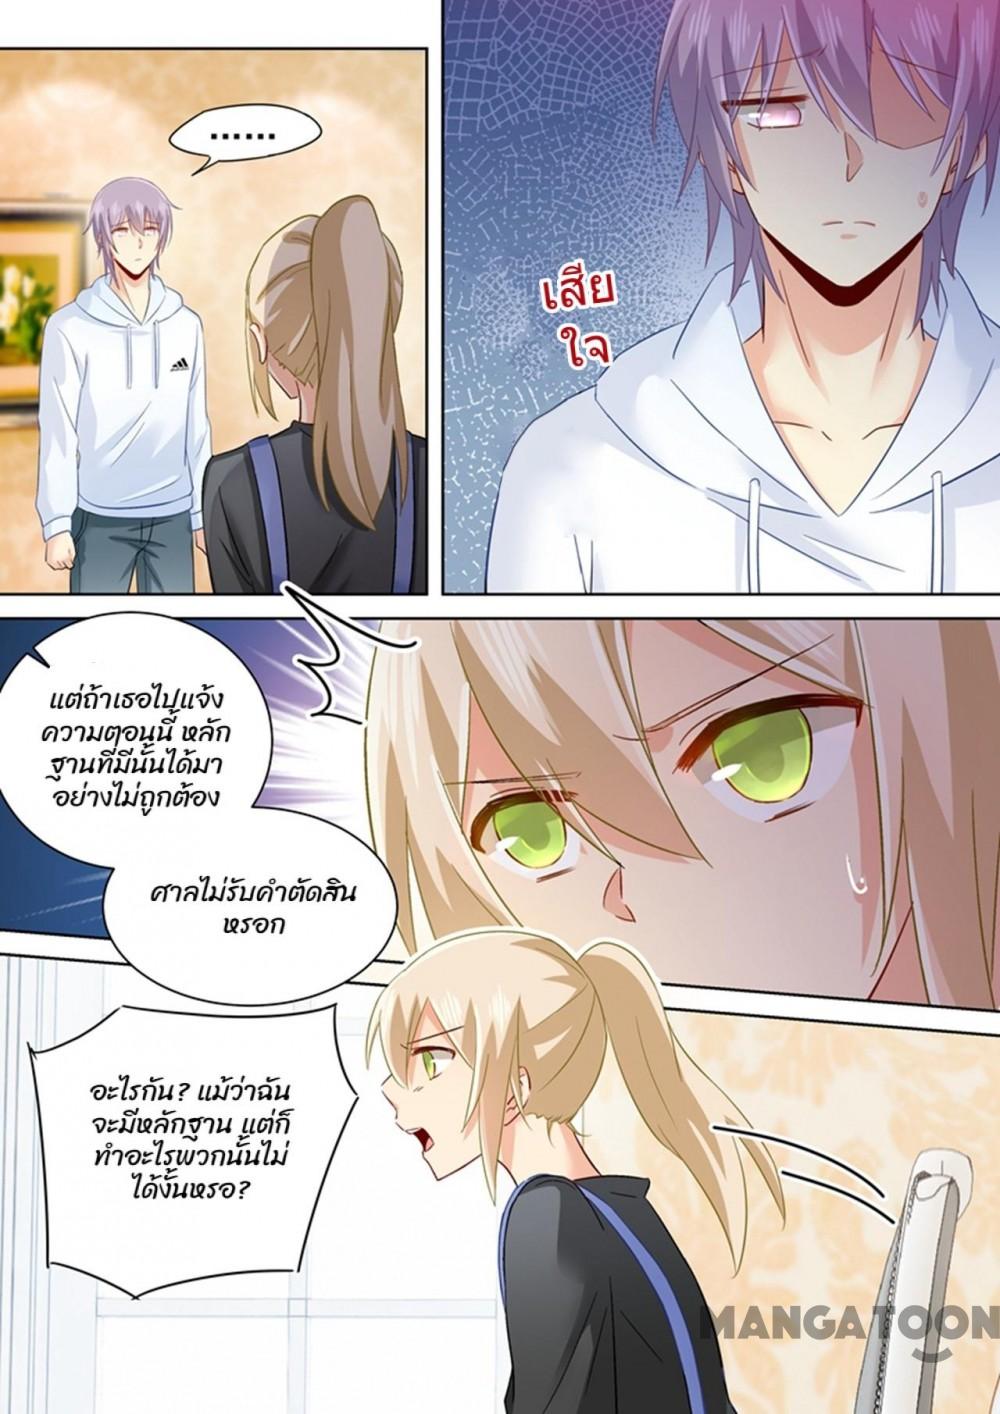 ......
เสีย
ใจ
แต่ถ้าเธอไปแจ้ง
ความตอนนี้ หลัก
ฐานที่มีนั้นได้มา
อย่างไม่ถูกต้อง
ศาลไม่รับคำตัดสิน
หรอก
อะไรกัน? แม้ว่าฉัน
จะมีหลักฐาน แต่ก็
ทำอะไรพวกนั้นไม่
ได้งั้นหรอ?
MANGATOON